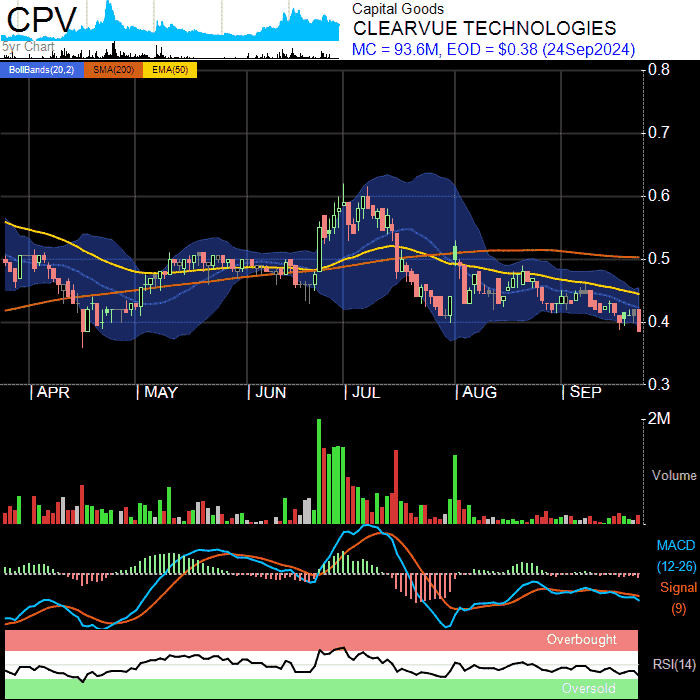 CPV
5yr Chart
Capital Goods
CLEARVUE TECHNOLOGIES
MC = 93.6M, EOD = $0.38 (24Sep2024)
BollBands(20,2) SMA(200) EMA(50)
0.8
0.7
0.6
0.5
0.4
0.3
APR MAY JUN JUL AUG SEP
2M
Volume
MACD
(12-26)
Signal
(9)
Overbought
RSI(14)
Oversold